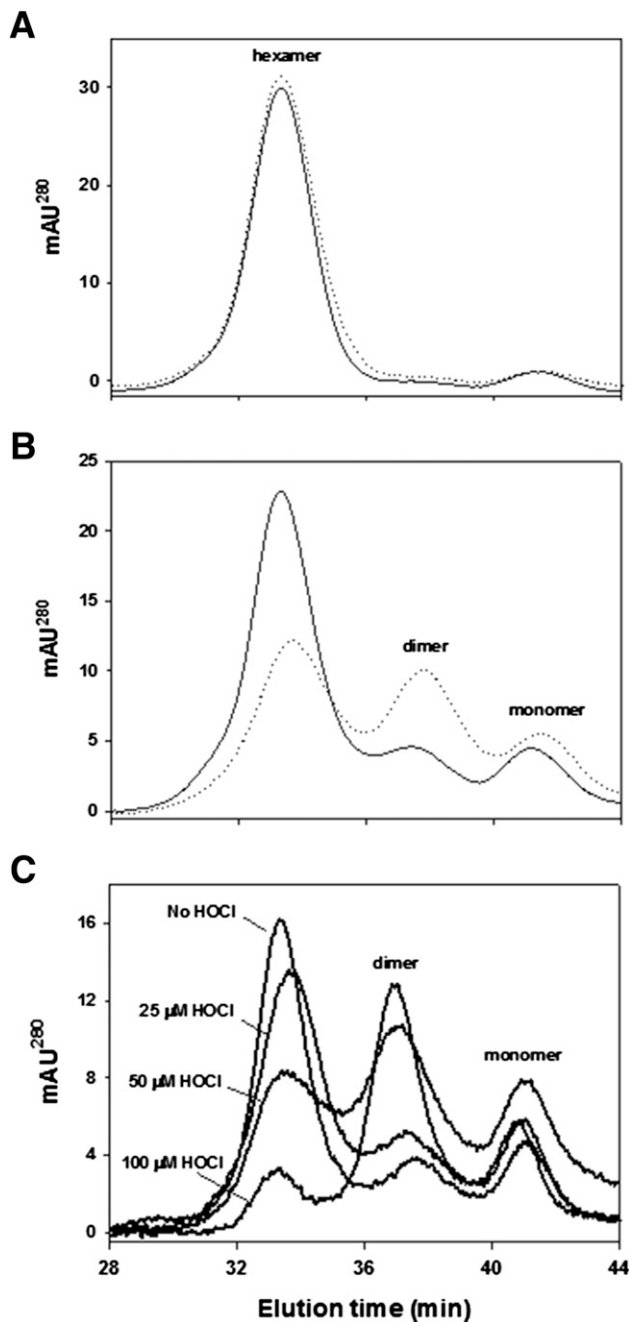 A
hexamer
30
20
10
0
mAU²⁸⁰
B
25
20
15
10
5
0
mAU²⁸⁰
dimer
monomer
C
16
12
8
4
0
mAU²⁸⁰
No HOCl
25 µM HOCl
50 µM HOCl
100 µM HOCl
dimer
monomer
28 32 36 40 44
Elution time (min)